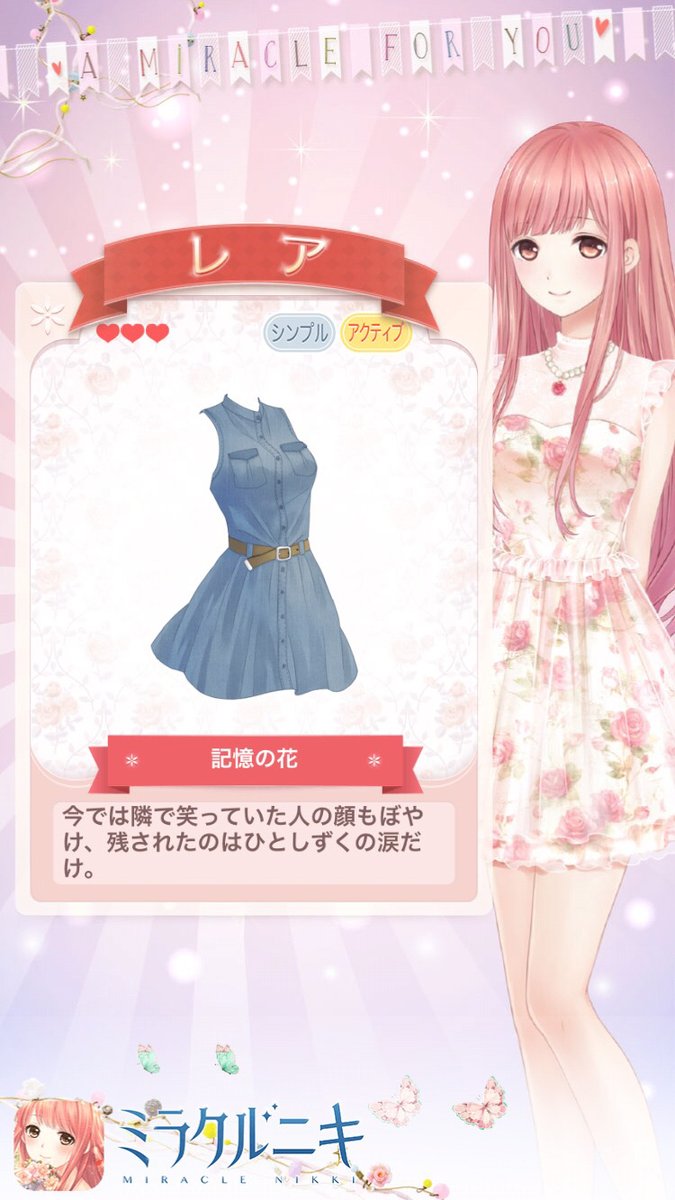 A MiRACLE FOR YOU
レア
シンプル アクティブ
記憶の花
今では隣で笑っていた人の顔もぼや
け、残されたのはひとしずくの涙だ
け。
ミラクルニキ
MIRACLE NIKKI